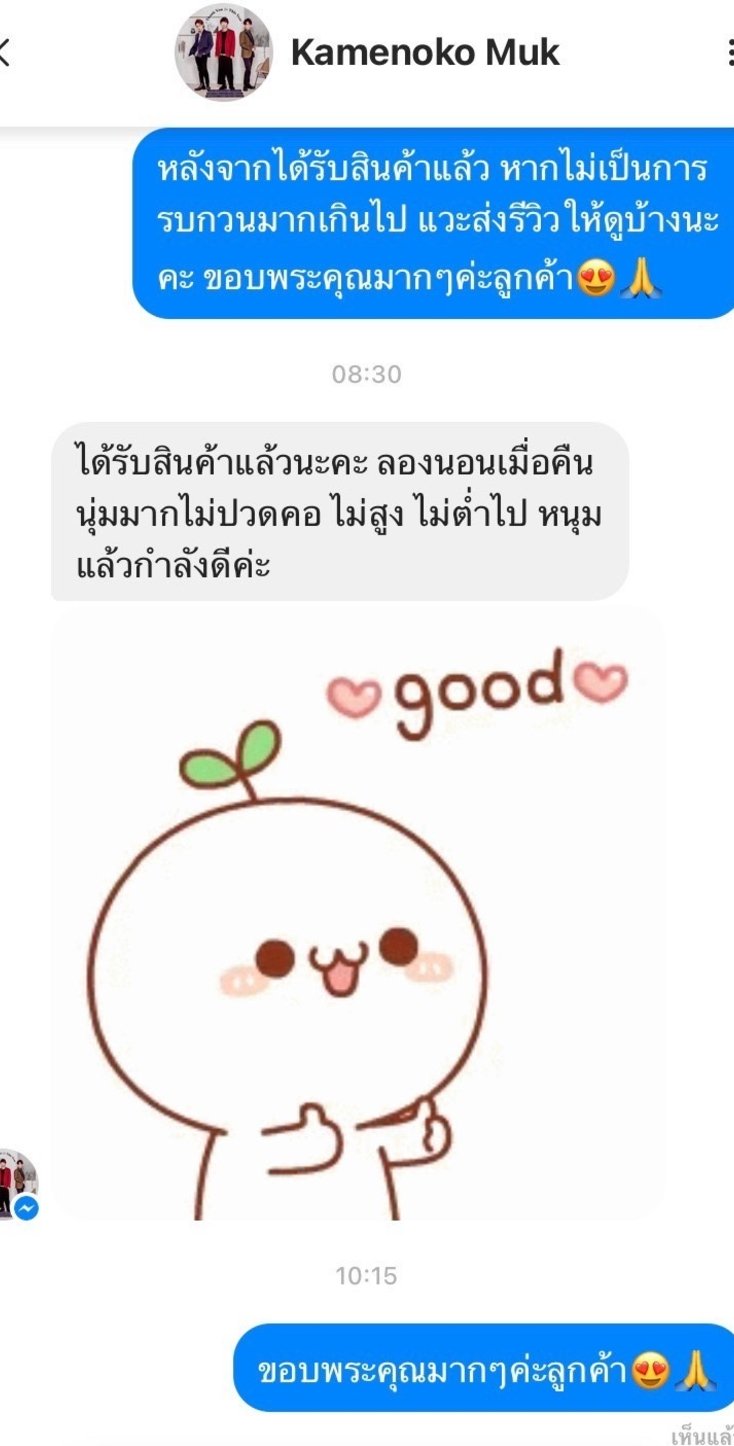 Kamenoko Muk
หลังจากได้รับสินค้าแล้ว หากไม่เป็นการ
รบกวนมากเกินไป แวะส่งรีวิวให้ดูบ้างนะ
คะ ขอบพระคุณมากๆค่ะลูกค้า😍🙏
08:30
ได้รับสินค้าแล้วนะคะ ลองนอนเมื่อคืน
นุ่มมากไม่ปวดคอ ไม่สูง ไม่ต่ำไป หนุม
แล้วกำลังดีค่ะ
good
10:15
ขอบพระคุณมากๆค่ะลูกค้า😍🙏